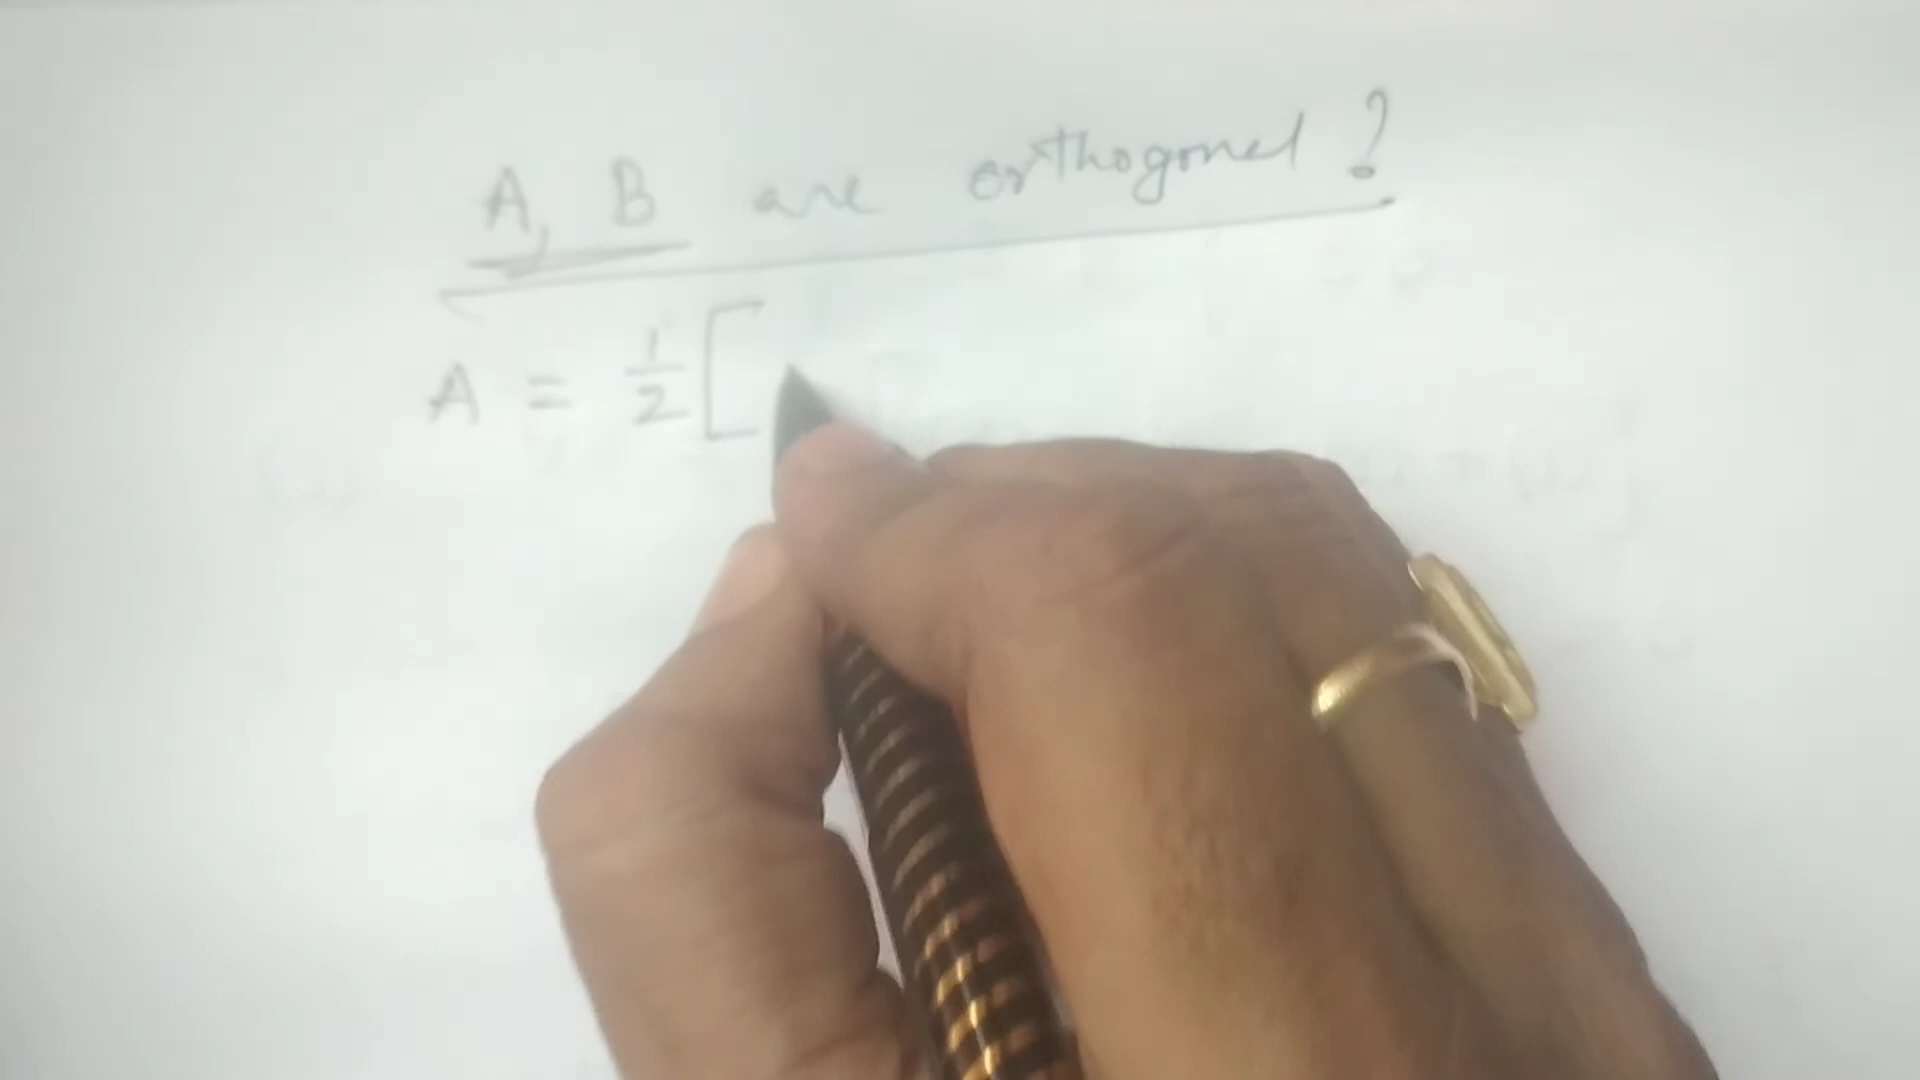 A, B are orthogonal ?
A = 1/2 [